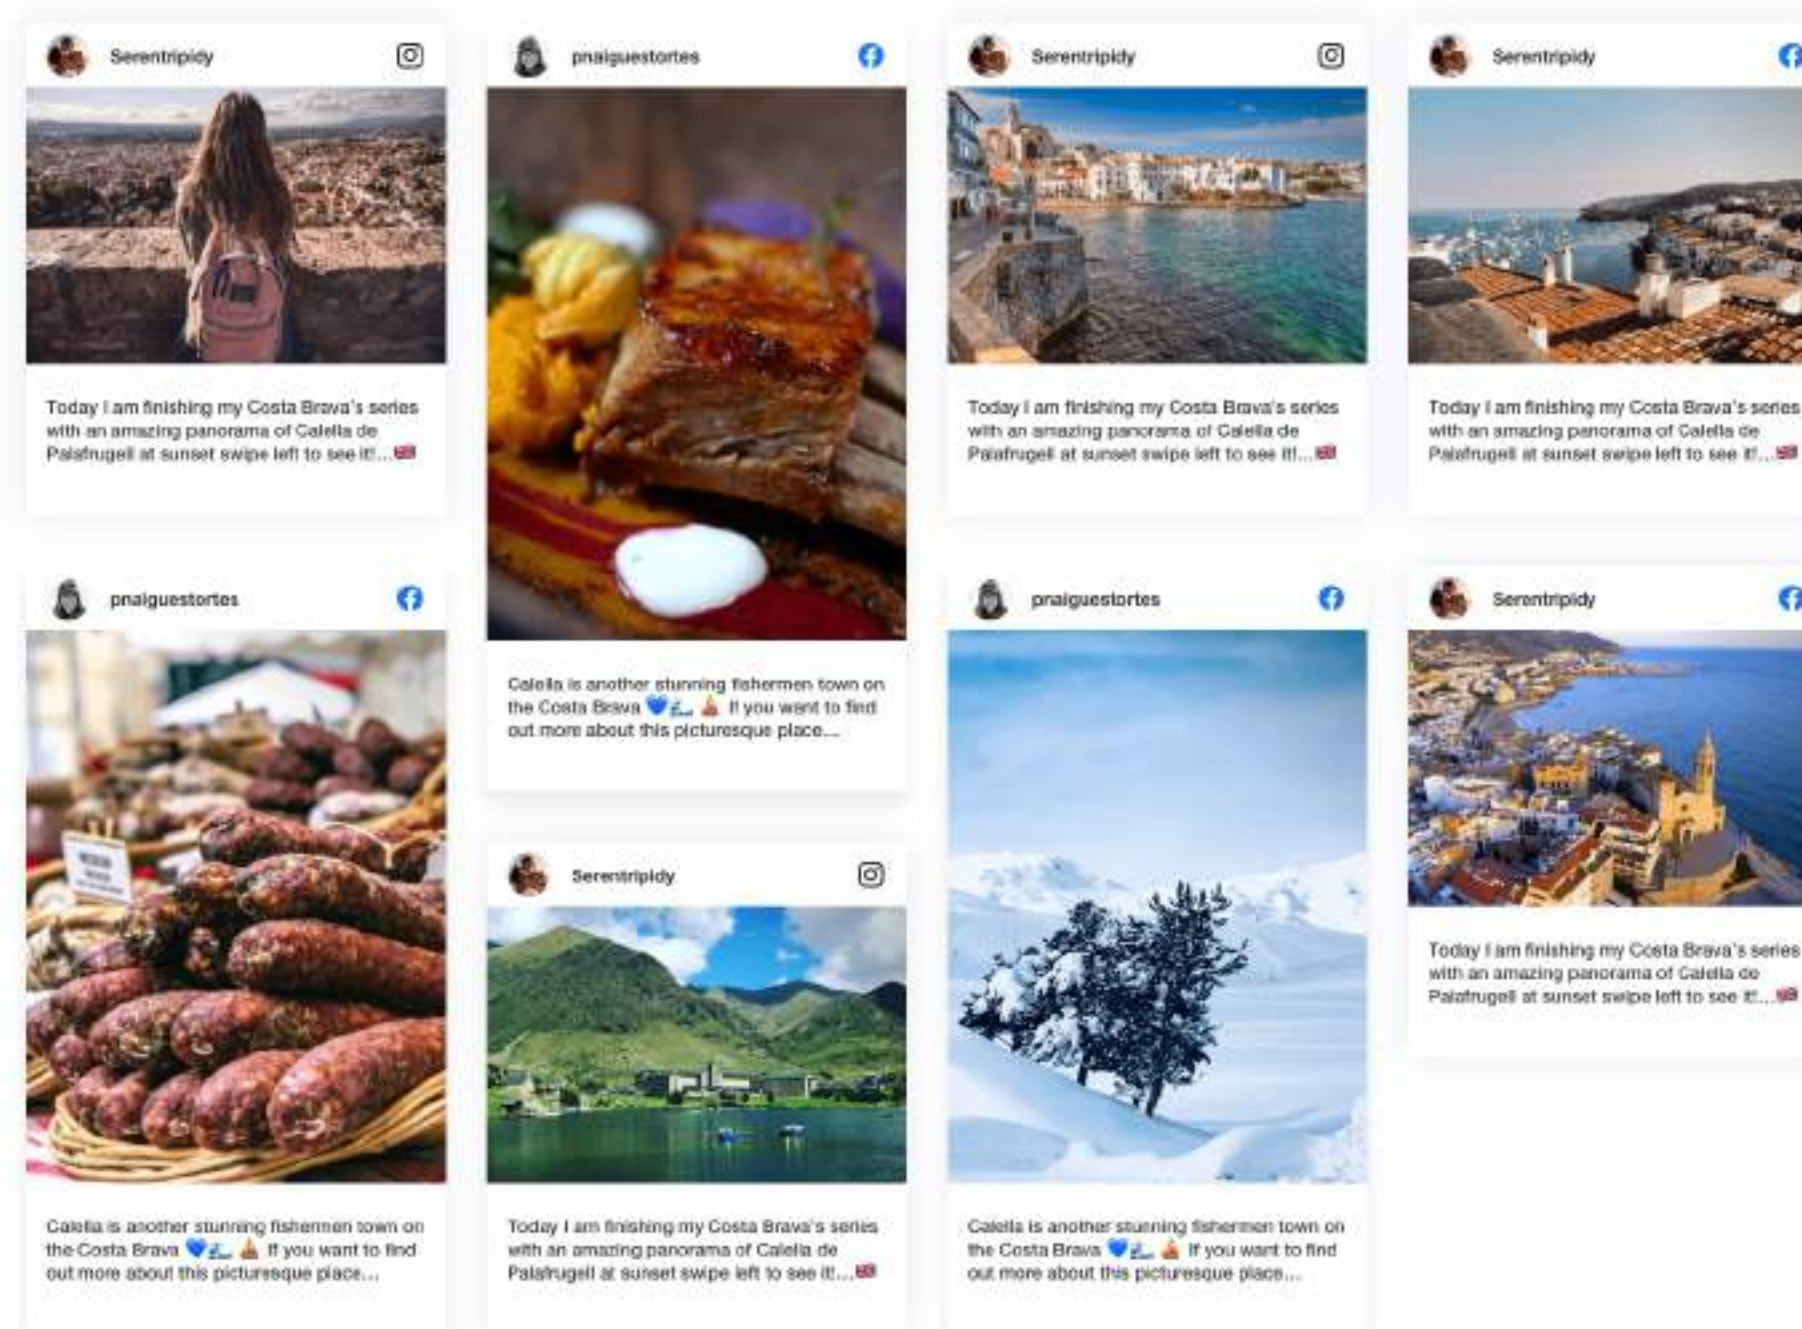 Serentripidy
Today I am finishing my Costa Brava's series
with an amazing panorama of Calella de
Palafrugell at sunset swipe left to see it!...🇬🇧
pnaiguestortes
Calella is another stunning fishermen town on
the Costa Brava 💙🌊⛵ If you want to find
out more about this picturesque place...
pnaiguestortes
Calella is another stunning fishermen town on
the Costa Brava 💙🌊⛵ If you want to find
out more about this picturesque place...
Serentripidy
Today I am finishing my Costa Brava's series
with an amazing panorama of Calella de
Palafrugell at sunset swipe left to see it!...🇬🇧
Serentripidy
Today I am finishing my Costa Brava's series
with an amazing panorama of Calella de
Palafrugell at sunset swipe left to see it!...🇬🇧
pnaiguestortes
Calella is another stunning fishermen town on
the Costa Brava 💙🌊⛵ If you want to find
out more about this picturesque place...
Serentripidy
Today I am finishing my Costa Brava's series
with an amazing panorama of Calella de
Palafrugell at sunset swipe left to see it!...🇬🇧
Serentripidy
Today I am finishing my Costa Brava's series
with an amazing panorama of Calella de
Palafrugell at sunset swipe left to see it!...🇬🇧